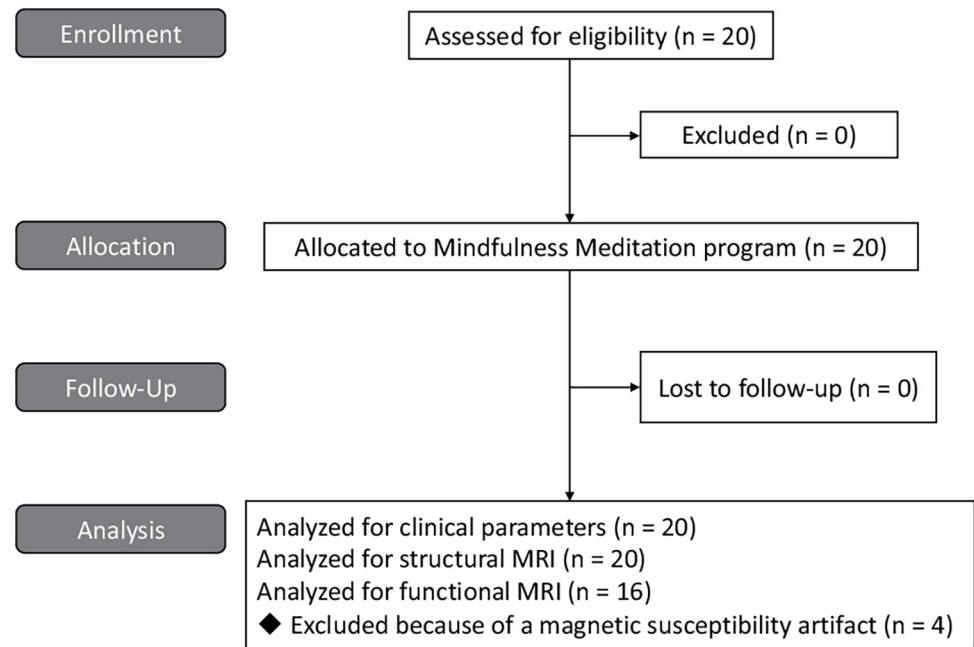 Enrollment
Assessed for eligibility (n = 20)
Excluded (n = 0)
Allocation
Allocated to Mindfulness Meditation program (n = 20)
Follow-Up
Lost to follow-up (n = 0)
Analysis
Analyzed for clinical parameters (n = 20)
Analyzed for structural MRI (n = 20)
Analyzed for functional MRI (n = 16)
◆ Excluded because of a magnetic susceptibility artifact (n = 4)